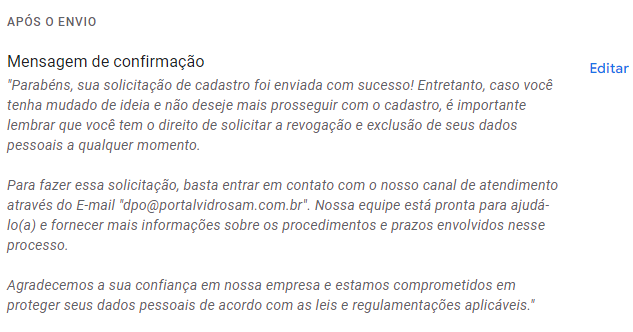 APÓS O ENVIO
Mensagem de confirmação
Editar
"Parabéns, sua solicitação de cadastro foi enviada com sucesso! Entretanto, caso você
tenha mudado de ideia e não deseje mais prosseguir com o cadastro, é importante
lembrar que você tem o direito de solicitar a revogação e exclusão de seus dados
pessoais a qualquer momento.
Para fazer essa solicitação, basta entrar em contato com o nosso canal de atendimento
através do E-mail "dpo@portalvidrosam.com.br". Nossa equipe está pronta para ajudá-
lo(a) e fornecer mais informações sobre os procedimentos e prazos envolvidos nesse
processo.
Agradecemos a sua confiança em nossa empresa e estamos comprometidos em
proteger seus dados pessoais de acordo com as leis e regulamentações aplicáveis."